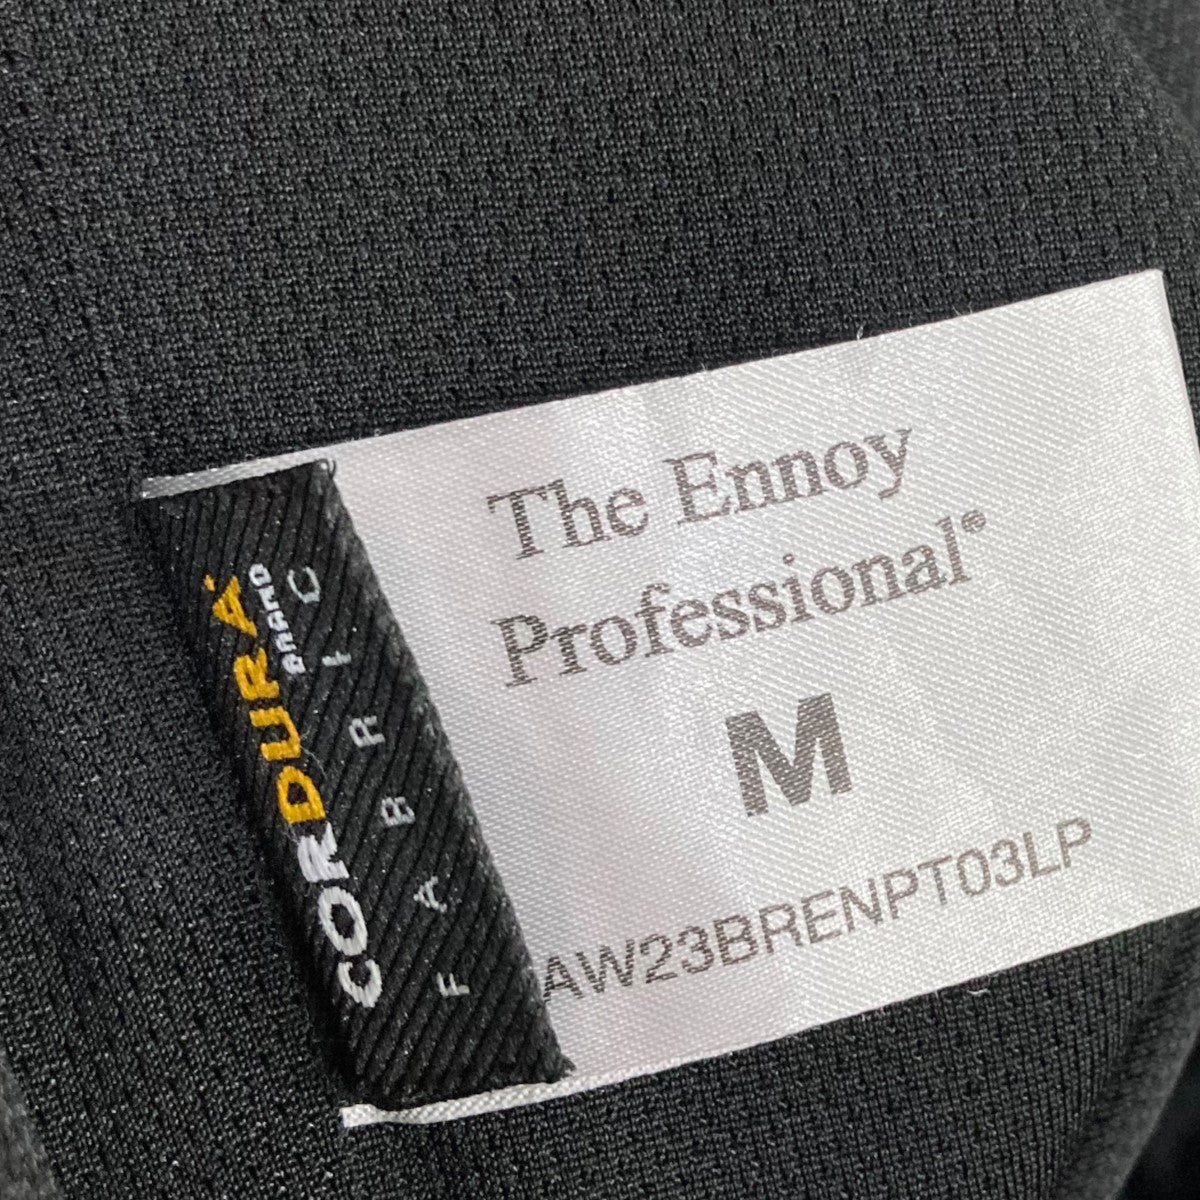 The Ennoy
Professional®
M
AW23BRENPT03LP
CORDURA®
BRAND
FABRIC